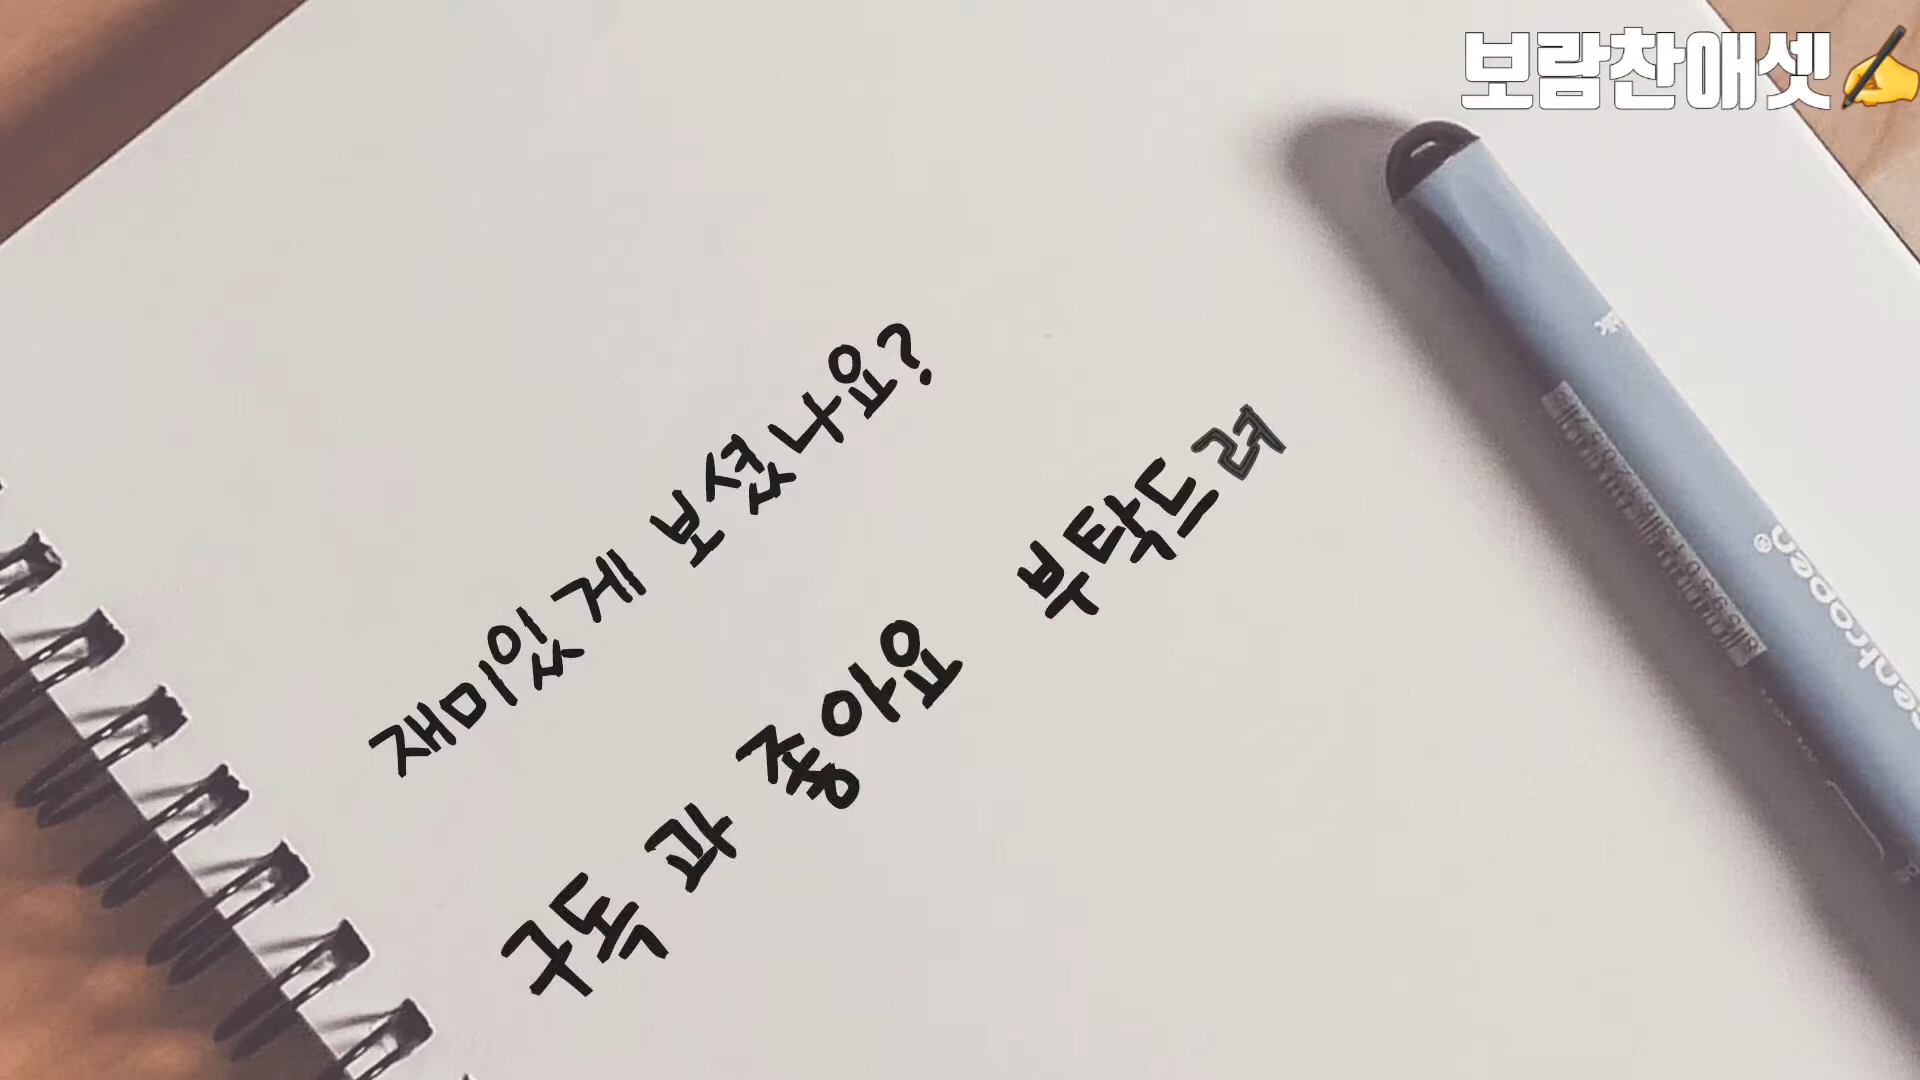 보람찬애셋
재미있게 보셨나요?
구독 과 좋아요 부탁드려
centropen